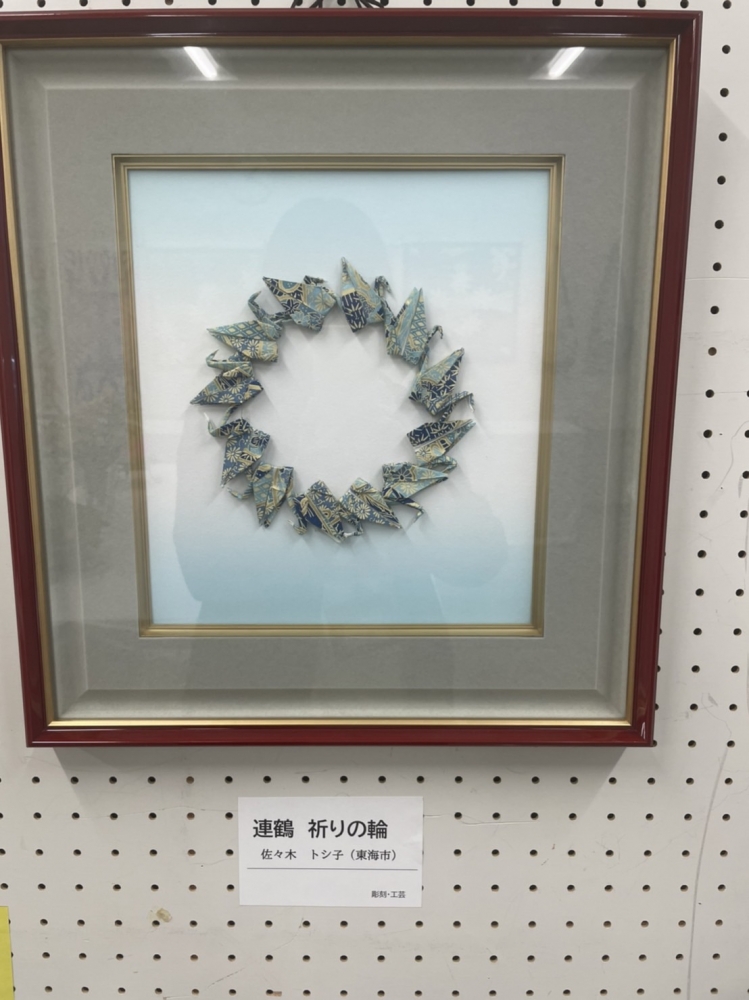 連鶴　祈りの輪
佐々木　トシ子（東海市）
彫刻・工芸